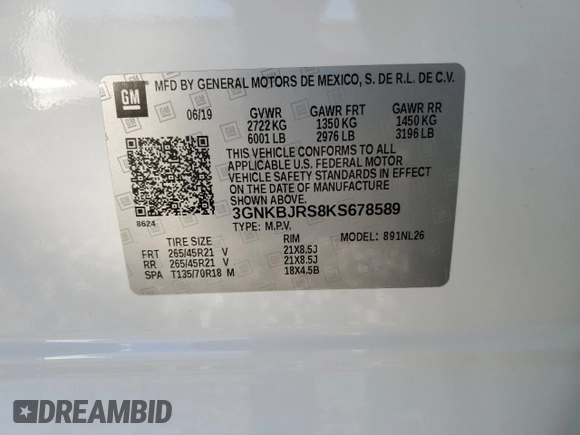 GM
MFD BY GENERAL MOTORS DE MEXICO, S. DE R.L. DE C.V.
06/19 GVWR GAWR FRT GAWR RR
2722 KG 1350 KG 1450 KG
6001 LB 2976 LB 3196 LB
THIS VEHICLE CONFORMS TO ALL
APPLICABLE U.S. FEDERAL MOTOR
VEHICLE SAFETY STANDARDS IN EFFECT
ON THE DATE OF MANUFACTURE
SHOWN ABOVE.
3GNKBJRS8KS678589
8624 TYPE: M.P.V.
TIRE SIZE RIM MODEL: 891NL26
FRT 265/45R21 V 21X8.5J
RR 265/45R21 V 21X8.5J
SPA T135/70R18 M 18X4.5B
DREAMBID